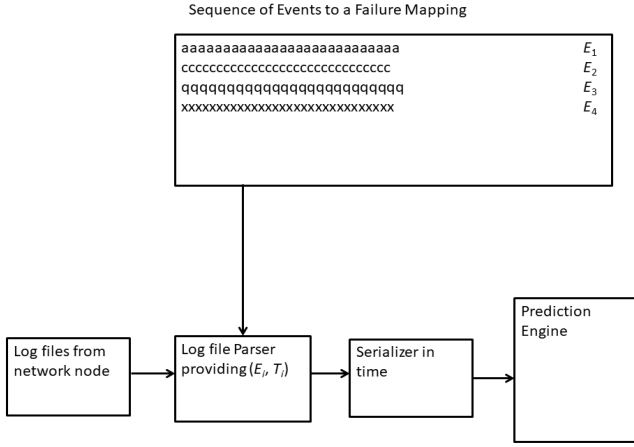 Sequence of Events to a Failure Mapping
aaaaaaaaaaaaaaaaaaaaaaaaaaa E1
cccccccccccccccccccccccccccccc E2
qqqqqqqqqqqqqqqqqqqqqqqqq E3
xxxxxxxxxxxxxxxxxxxxxxxxxxxxxx E4
Log files from
network node
Log file Parser
providing (Ei, Ti)
Serializer in
time
Prediction
Engine